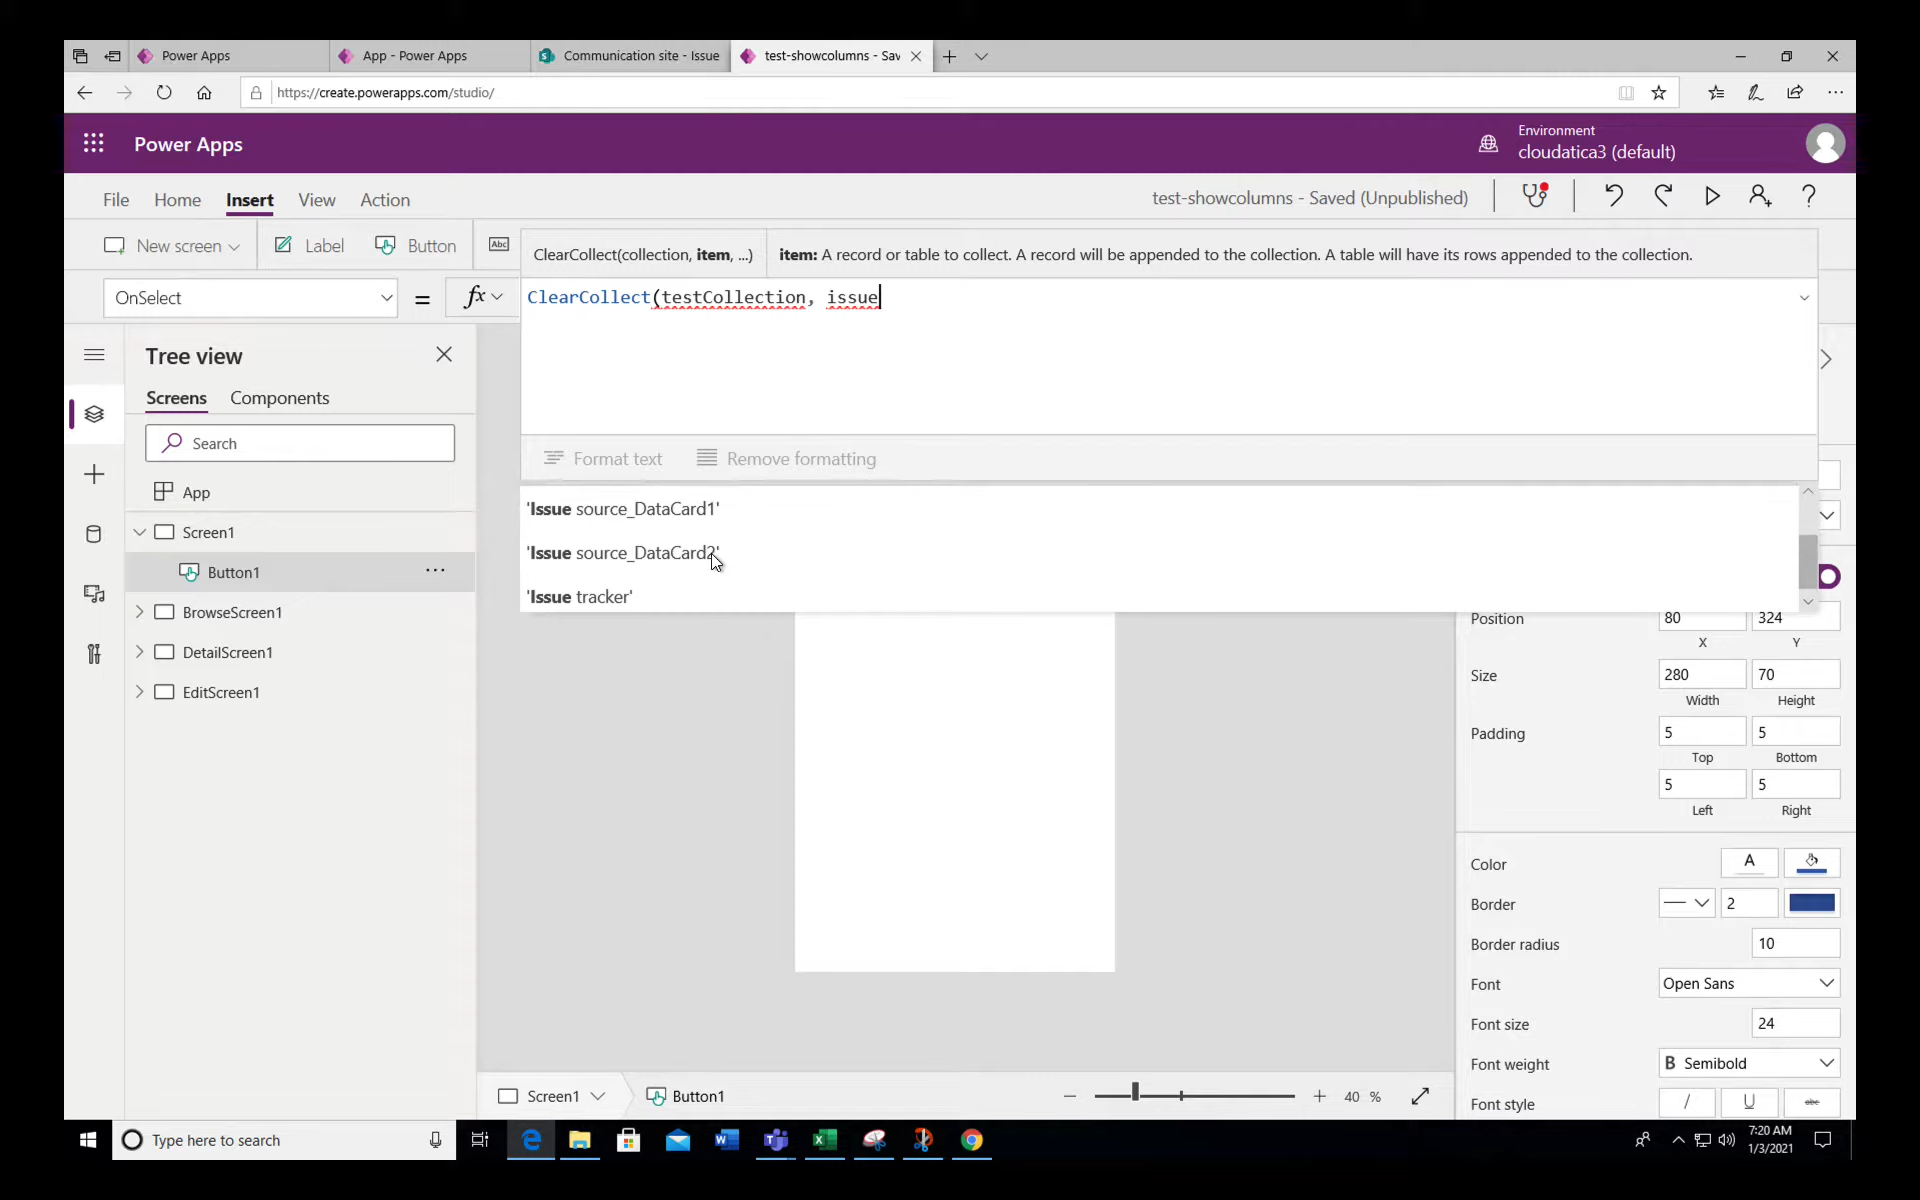 Power Apps
App - Power Apps
Communication site - Issue
test-showcolumns - Sav
https://create.powerapps.com/studio/
Power Apps
Environment
cloudatica3 (default)
File Home Insert View Action
test-showcolumns - Saved (Unpublished)
New screen Label Button Abc
ClearCollect(collection, item, ...) item: A record or table to collect. A record will be appended to the collection. A table will have its rows appended to the collection.
OnSelect = fx ClearCollect(testCollection, issue
Tree view
Screens Components
Search
Format text Remove formatting
App
Screen1
Button1
BrowseScreen1
DetailScreen1
EditScreen1
'Issue source_DataCard1'
'Issue source_DataCard2'
'Issue tracker'
Position 80 324
X Y
Size 280 70
Width Height
Padding 5 5
Top Bottom
5 5
Left Right
Color A
Border 2
Border radius 10
Font Open Sans
Font size 24
Font weight B Semibold
Font style / U abc
Screen1 Button1 40 %
Type here to search
7:20 AM
1/3/2021